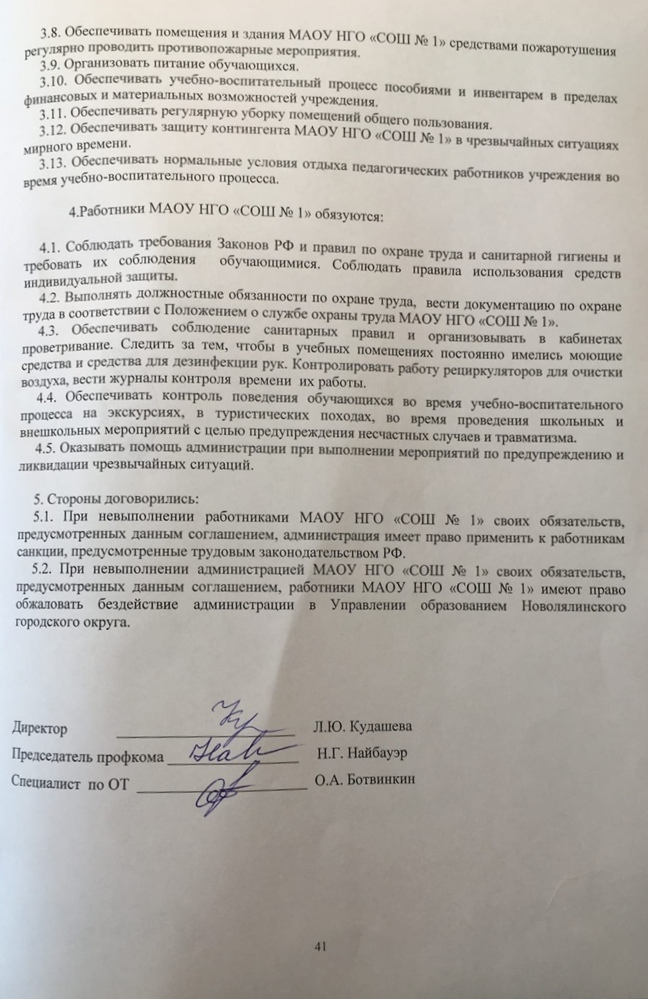 3.8. Обеспечивать помещения и здания МАОУ НГО «СОШ № 1» средствами пожаротушения
регулярно проводить противопожарные мероприятия.
3.9. Организовать питание обучающихся.
3.10. Обеспечивать учебно-воспитательный процесс пособиями и инвентарем в пределах
финансовых и материальных возможностей учреждения.
3.11. Обеспечивать регулярную уборку помещений общего пользования.
3.12. Обеспечивать защиту контингента МАОУ НГО «СОШ № 1» в чрезвычайных ситуациях
мирного времени.
3.13. Обеспечивать нормальные условия отдыха педагогических работников учреждения во
время учебно-воспитательного процесса.
4.Работники МАОУ НГО «СОШ № 1» обязуются:
4.1. Соблюдать требования Законов РФ и правил по охране труда и санитарной гигиены и
требовать их соблюдения обучающимися. Соблюдать правила использования средств
индивидуальной защиты.
4.2. Выполнять должностные обязанности по охране труда, вести документацию по охране
труда в соответствии с Положением о службе охраны труда МАОУ НГО «СОШ № 1».
4.3. Обеспечивать соблюдение санитарных правил и организовывать в кабинетах
проветривание. Следить за тем, чтобы в учебных помещениях постоянно имелись моющие
средства и средства для дезинфекции рук. Контролировать работу рециркуляторов для очистки
воздуха, вести журналы контроля времени их работы.
4.4. Обеспечивать контроль поведения обучающихся во время учебно-воспитательного
процесса на экскурсиях, в туристических походах, во время проведения школьных и
внешкольных мероприятий с целью предупреждения несчастных случаев и травматизма.
4.5. Оказывать помощь администрации при выполнении мероприятий по предупреждению и
ликвидации чрезвычайных ситуаций.
5. Стороны договорились:
5.1. При невыполнении работниками МАОУ НГО «СОШ № 1» своих обязательств,
предусмотренных данным соглашением, администрация имеет право применить к работникам
санкции, предусмотренные трудовым законодательством РФ.
5.2. При невыполнении администрацией МАОУ НГО «СОШ № 1» своих обязательств,
предусмотренных данным соглашением, работники МАОУ НГО «СОШ № 1» имеют право
обжаловать бездействие администрации в Управлении образованием Новолялинского
городского округа.
Директор Л.Ю. Кудашева
Председатель профкома Н.Г. Найбауэр
Специалист по ОТ О.А. Ботвинкин
41